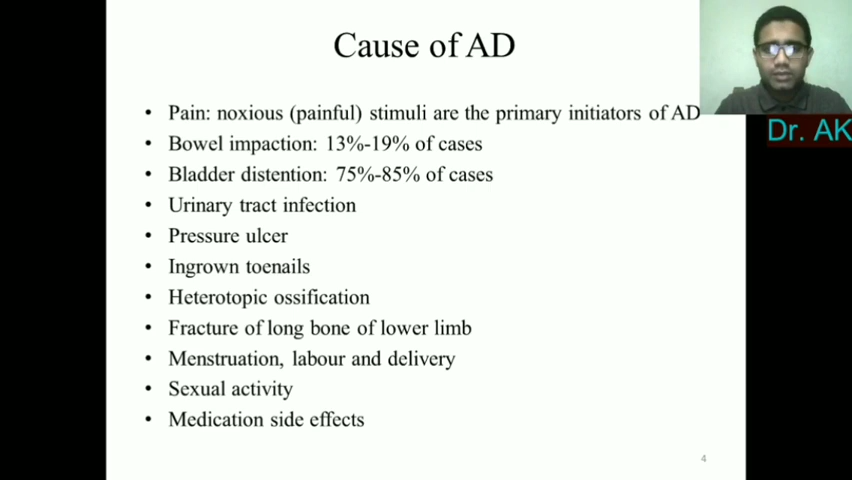 Cause of AD
• Pain: noxious (painful) stimuli are the primary initiators of AD
• Bowel impaction: 13%-19% of cases
• Bladder distention: 75%-85% of cases
• Urinary tract infection
• Pressure ulcer
• Ingrown toenails
• Heterotopic ossification
• Fracture of long bone of lower limb
• Menstruation, labour and delivery
• Sexual activity
• Medication side effects
Dr. AK
4